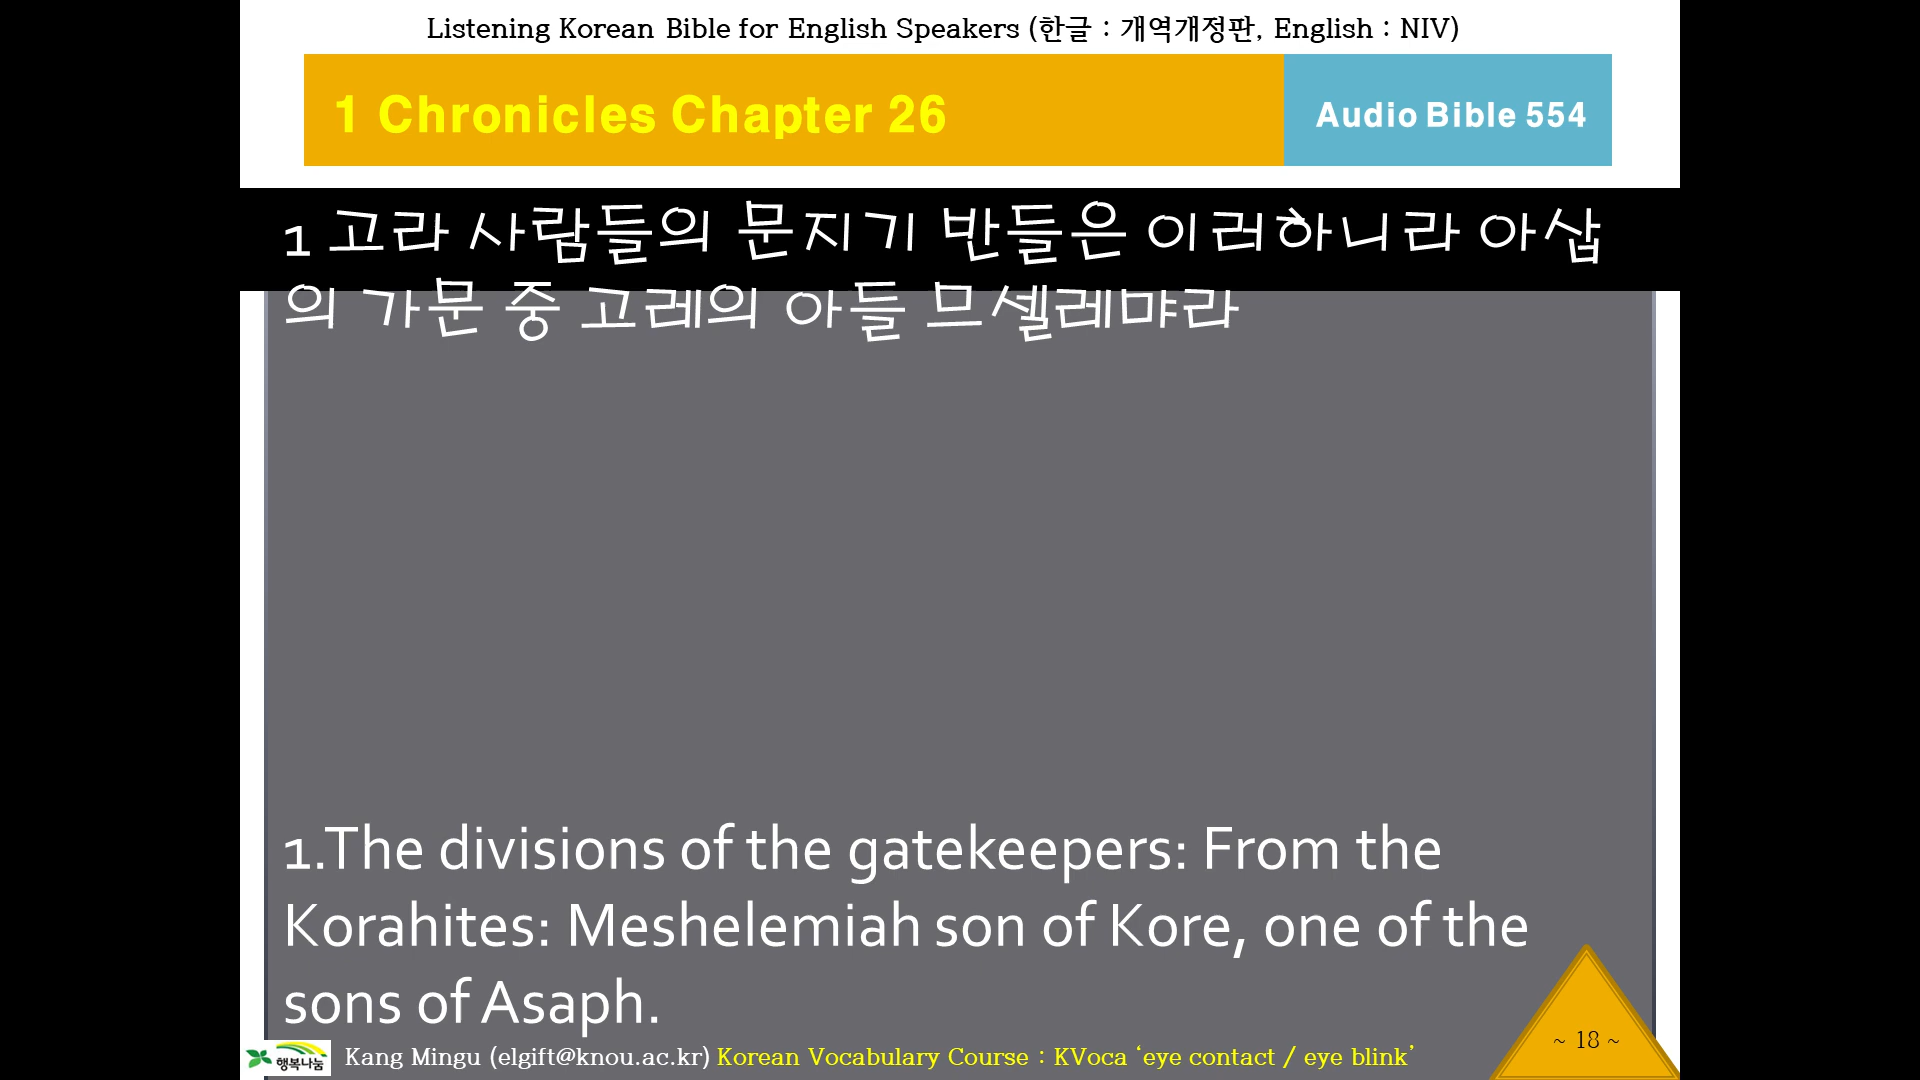 Listening Korean Bible for English Speakers (한글 : 개역개정판, English : NIV)
1 Chronicles Chapter 26
Audio Bible 554
1 고라 사람들의 문지기 반들은 이러하니라 아삽
의 가문 중 고레의 아들 므셀레먀라
1.The divisions of the gatekeepers: From the
Korahites: Meshelemiah son of Kore, one of the
sons of Asaph.
행복나눔 Kang Mingu (elgift@knou.ac.kr) Korean Vocabulary Course : KVoca ‘eye contact / eye blink’
~ 18 ~